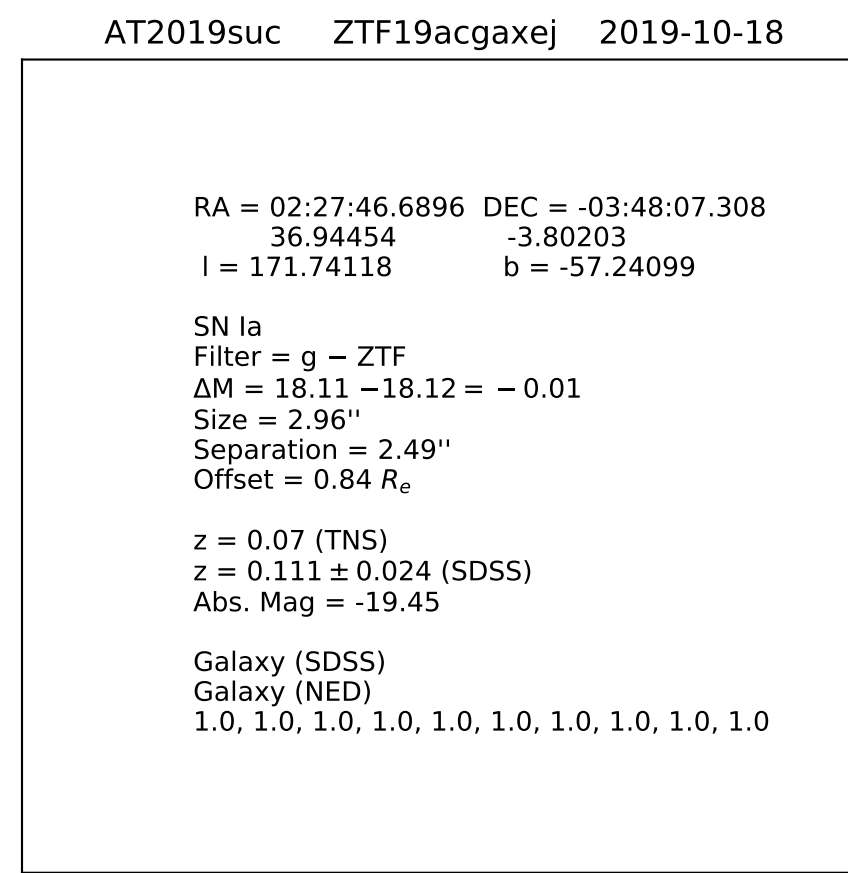 AT2019suc ZTF19acgaxej 2019-10-18
RA = 02:27:46.6896 DEC = -03:48:07.308
36.94454 -3.80203
l = 171.74118 b = -57.24099
SN Ia
Filter = g − ZTF
ΔM = 18.11 −18.12 = − 0.01
Size = 2.96''
Separation = 2.49''
Offset = 0.84 Re
z = 0.07 (TNS)
z = 0.111 ± 0.024 (SDSS)
Abs. Mag = -19.45
Galaxy (SDSS)
Galaxy (NED)
1.0, 1.0, 1.0, 1.0, 1.0, 1.0, 1.0, 1.0, 1.0, 1.0